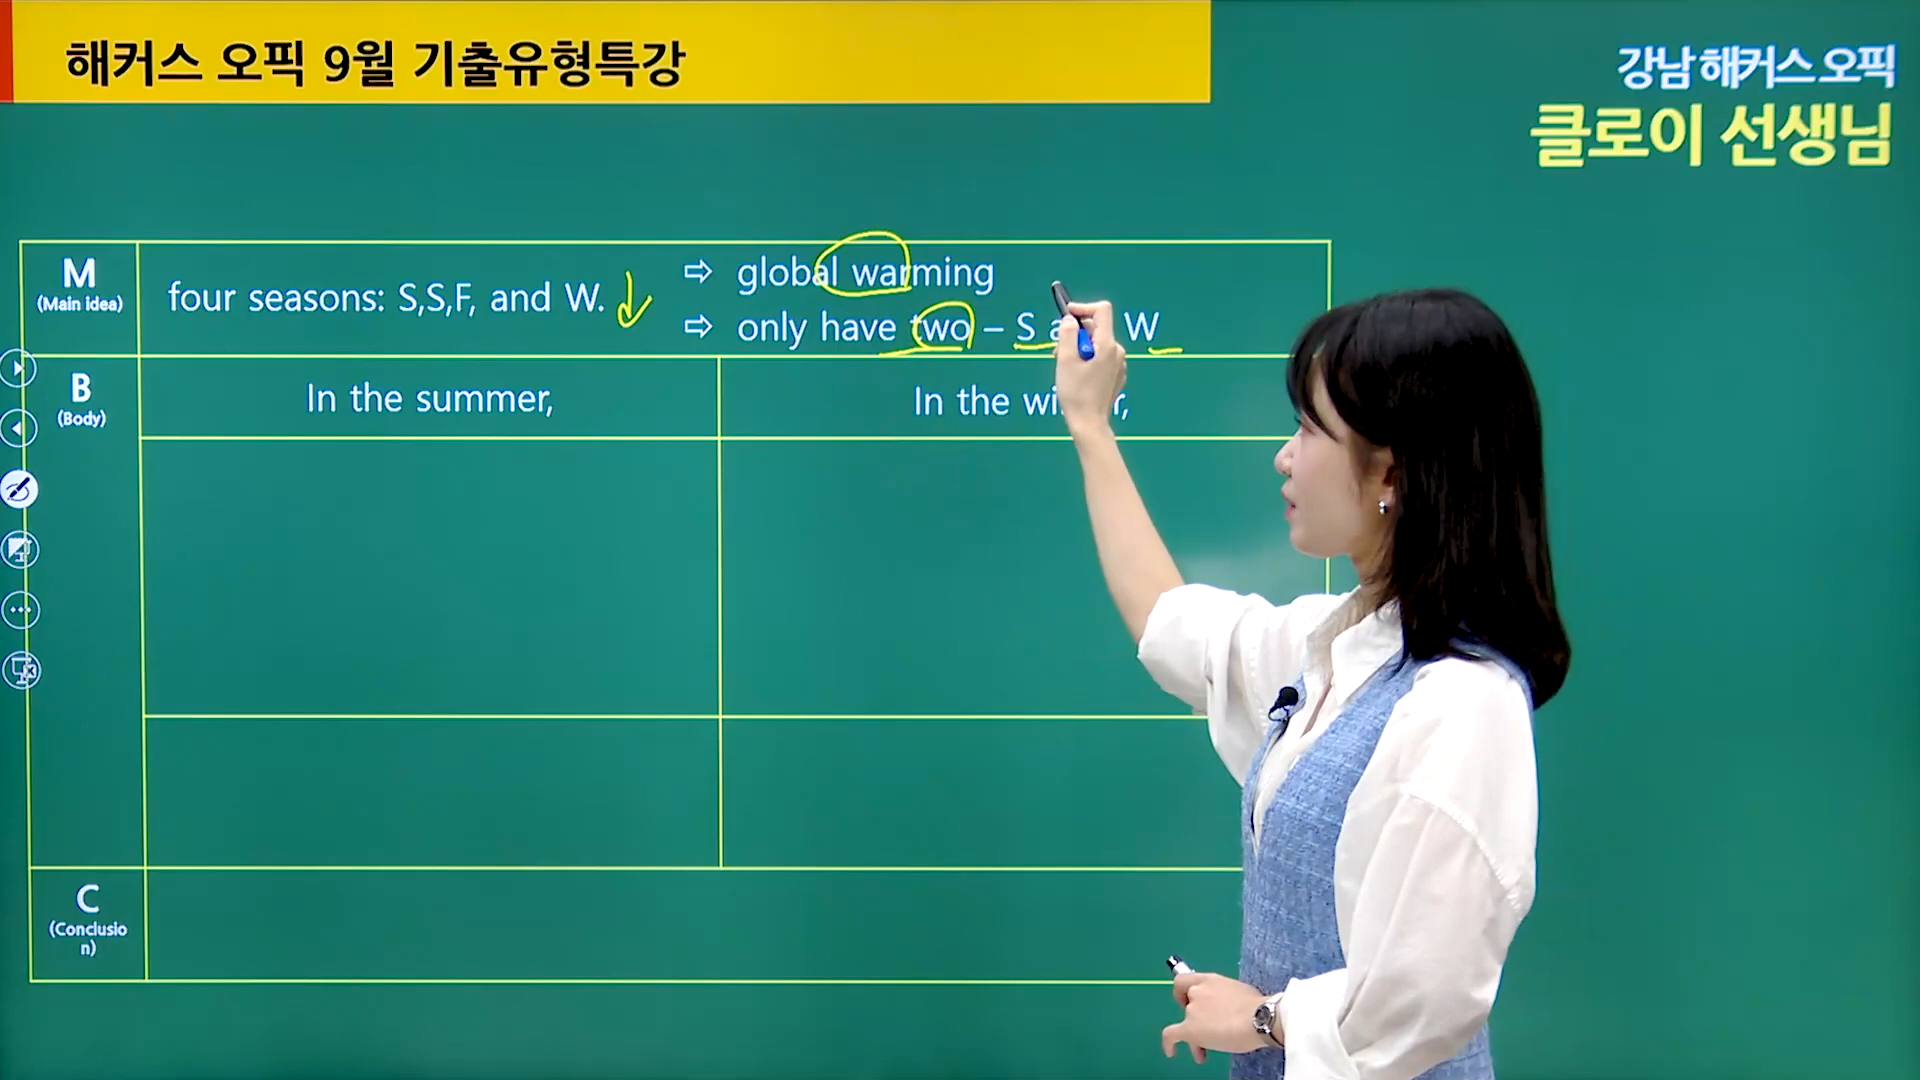 해커스 오픽 9월 기출유형특강
강남 해커스 오픽
클로이 선생님
M
(Main idea)
four seasons: S,S,F, and W.
⇨ global warming
⇨ only have two – S a W
B
(Body)
In the summer,
In the wi r,
C
(Conclusio
n)